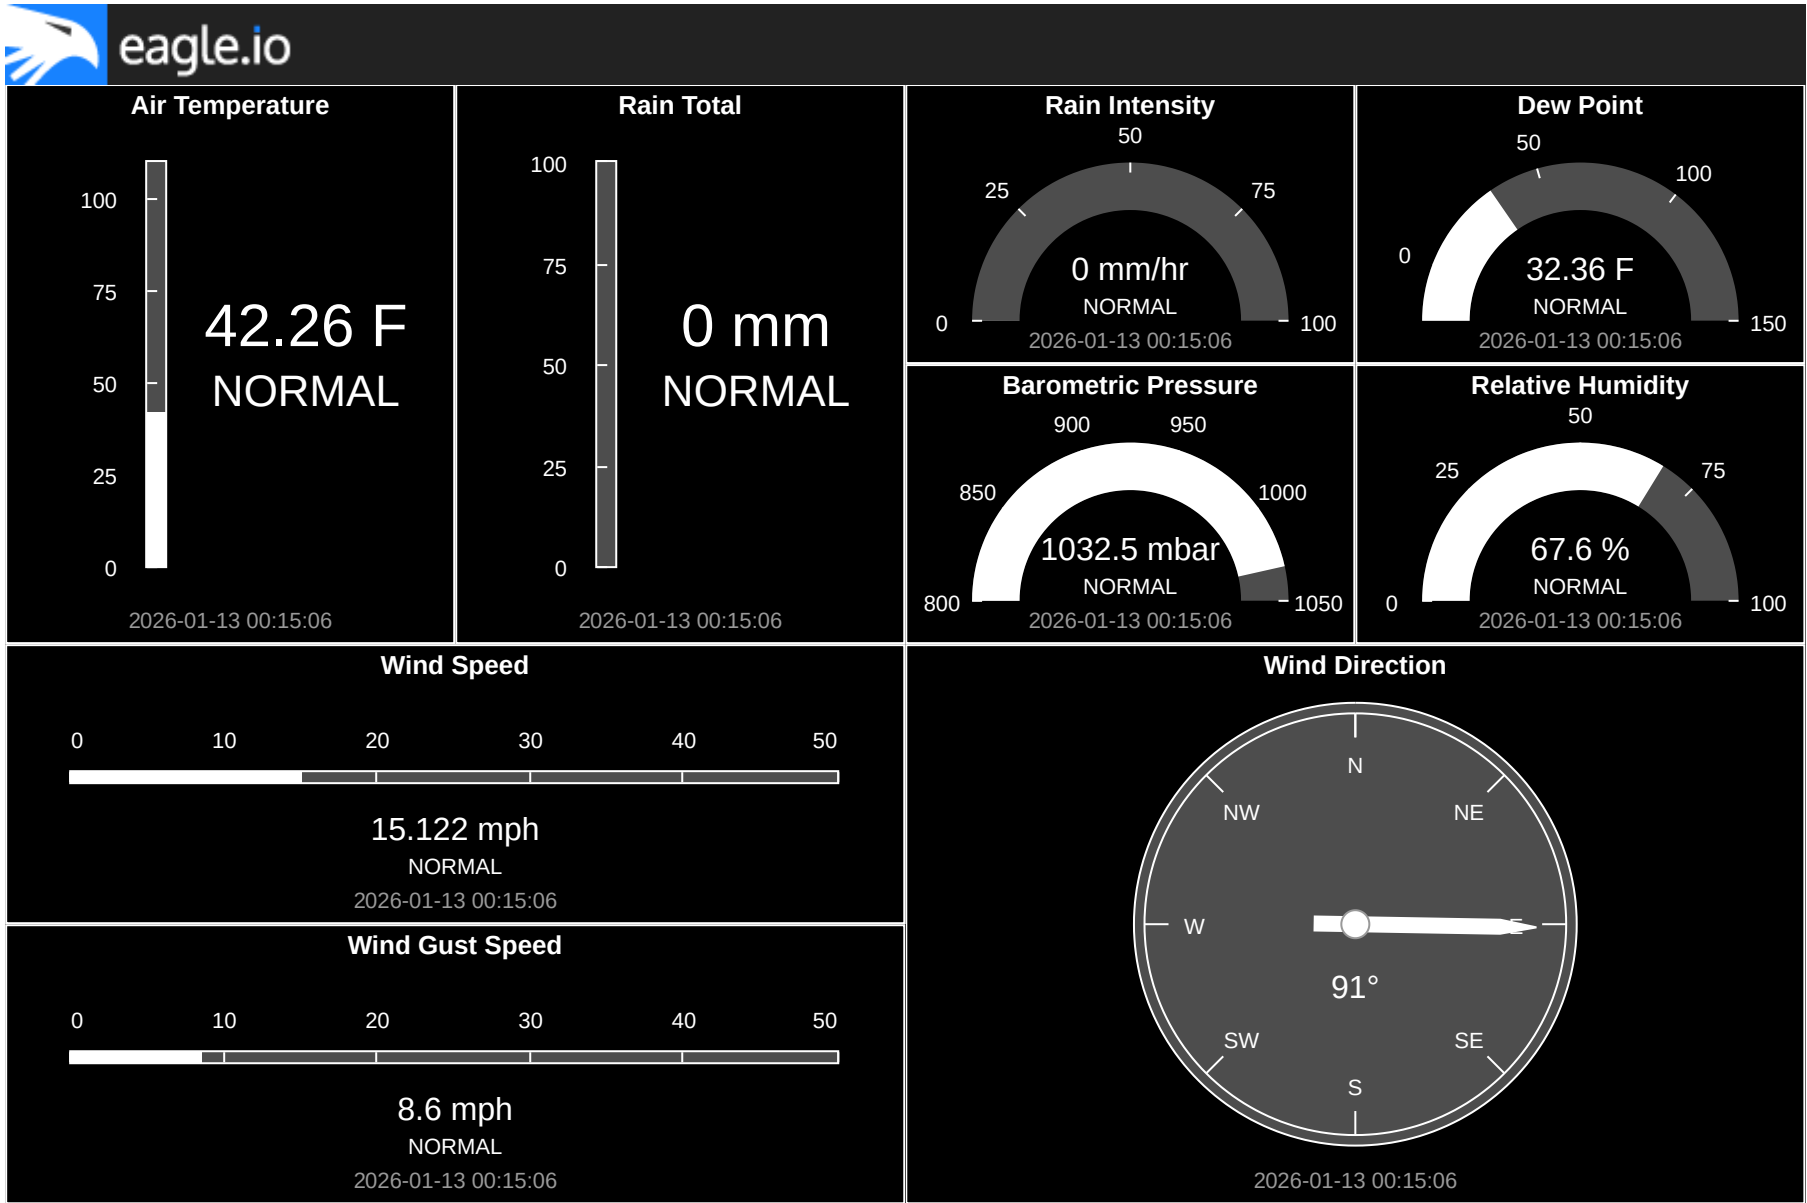 eagle.io
Air Temperature
100
75
50
25
0
42.26 F
NORMAL
2026-01-13 00:15:06
Rain Total
100
75
50
25
0
0 mm
NORMAL
2026-01-13 00:15:06
Rain Intensity
0
25
50
75
100
0 mm/hr
NORMAL
2026-01-13 00:15:06
Dew Point
0
50
100
150
32.36 F
NORMAL
2026-01-13 00:15:06
Barometric Pressure
800
850
900
950
1000
1050
1032.5 mbar
NORMAL
2026-01-13 00:15:06
Relative Humidity
0
25
50
75
100
67.6 %
NORMAL
2026-01-13 00:15:06
Wind Speed
0 10 20 30 40 50
15.122 mph
NORMAL
2026-01-13 00:15:06
Wind Gust Speed
0 10 20 30 40 50
8.6 mph
NORMAL
2026-01-13 00:15:06
Wind Direction
N
NW NE
W E
91°
SW SE
S
2026-01-13 00:15:06